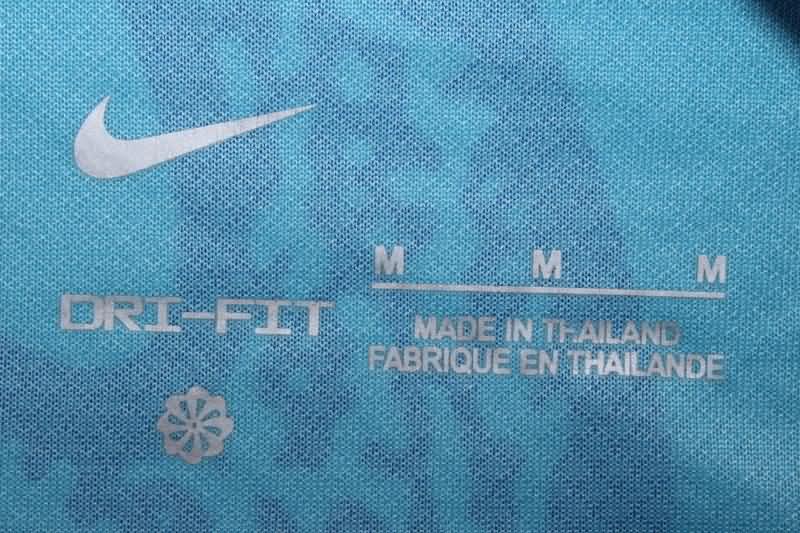 DRI-FIT
M M M
MADE IN THAILAND
FABRIQUE EN THAILANDE